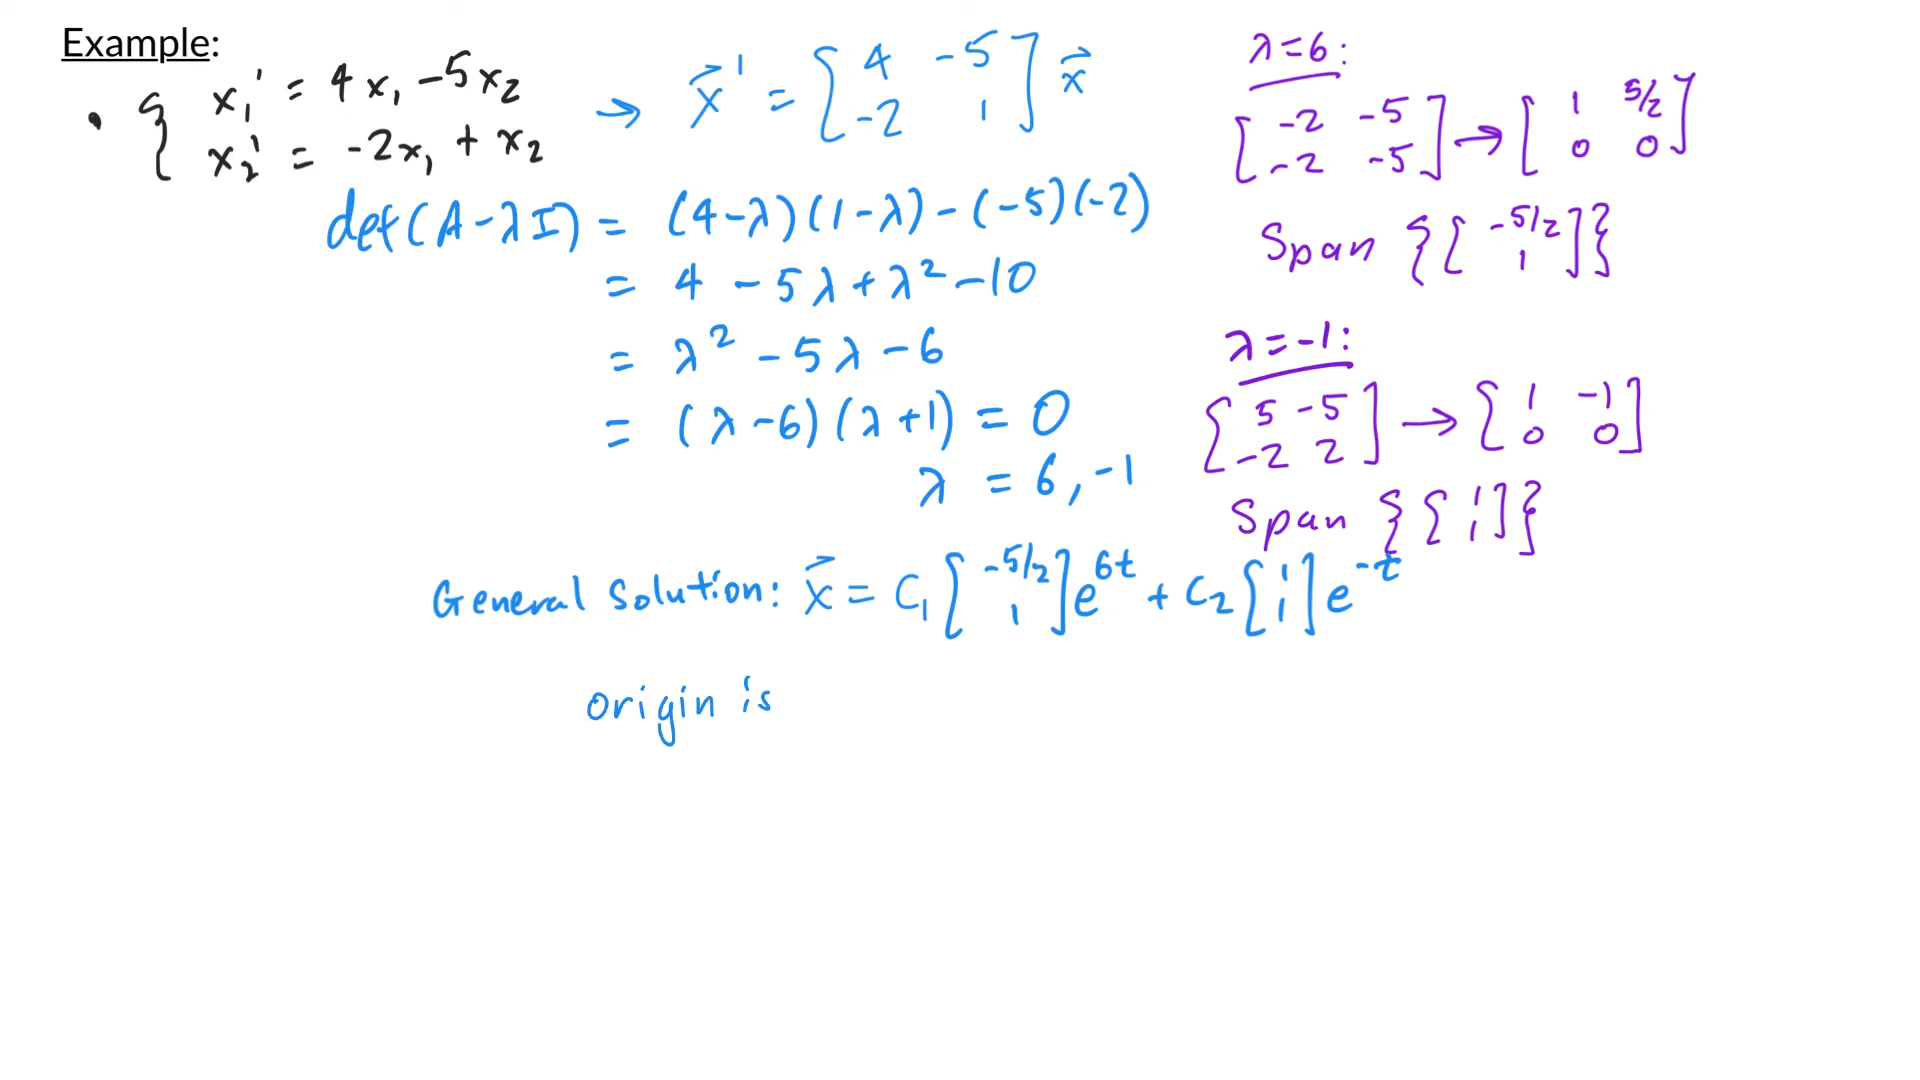 Example:
• { x₁' = 4x₁ - 5x₂
x₂' = -2x₁ + x₂
→ x⃗' = [4 -5; -2 1] x⃗
det(A-λI) = (4-λ)(1-λ) - (-5)(-2)
= 4 - 5λ + λ² - 10
= λ² - 5λ - 6
= (λ-6)(λ+1) = 0
λ = 6, -1
λ=6:
[-2 -5; -2 -5] → [1 5/2; 0 0]
Span {[-5/2; 1]}
λ=-1:
[5 -5; -2 2] → [1 -1; 0 0]
Span {[1; 1]}
General Solution: x⃗ = C₁[-5/2; 1]e^{6t} + C₂[1; 1]e^{-t}
origin is